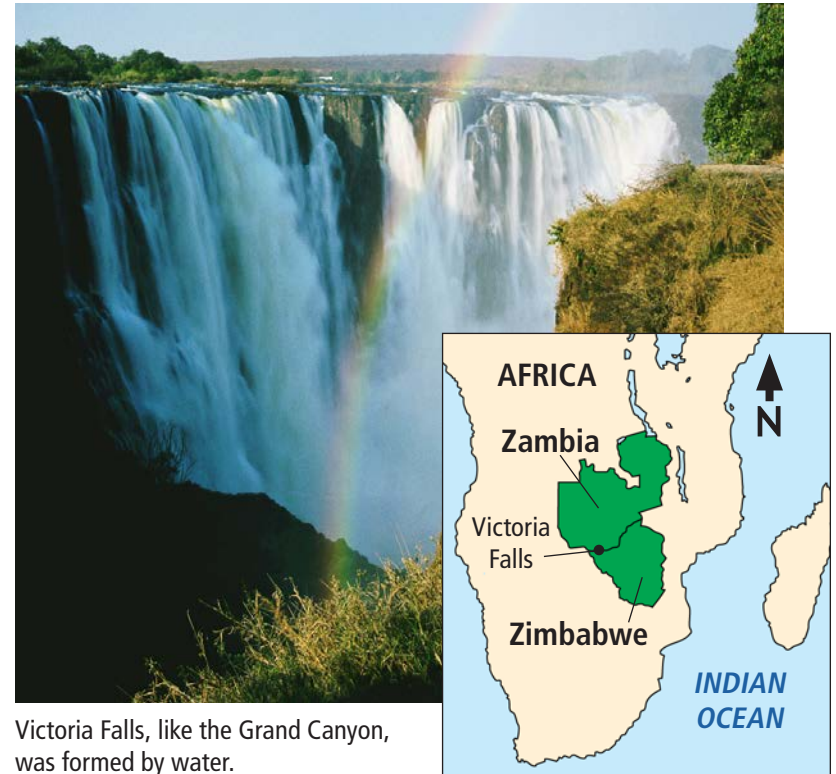 AFRICA
N
Zambia
Victoria
Falls
Zimbabwe
INDIAN
OCEAN
Victoria Falls, like the Grand Canyon,
was formed by water.